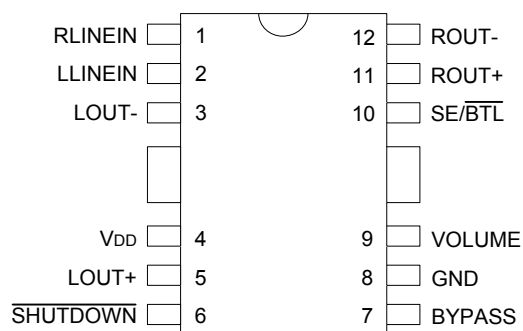 RLINEIN 1 12 ROUT-
LLINEIN 2 11 ROUT+
LOUT- 3 10 SE/BTL
VDD 4 9 VOLUME
LOUT+ 5 8 GND
SHUTDOWN 6 7 BYPASS